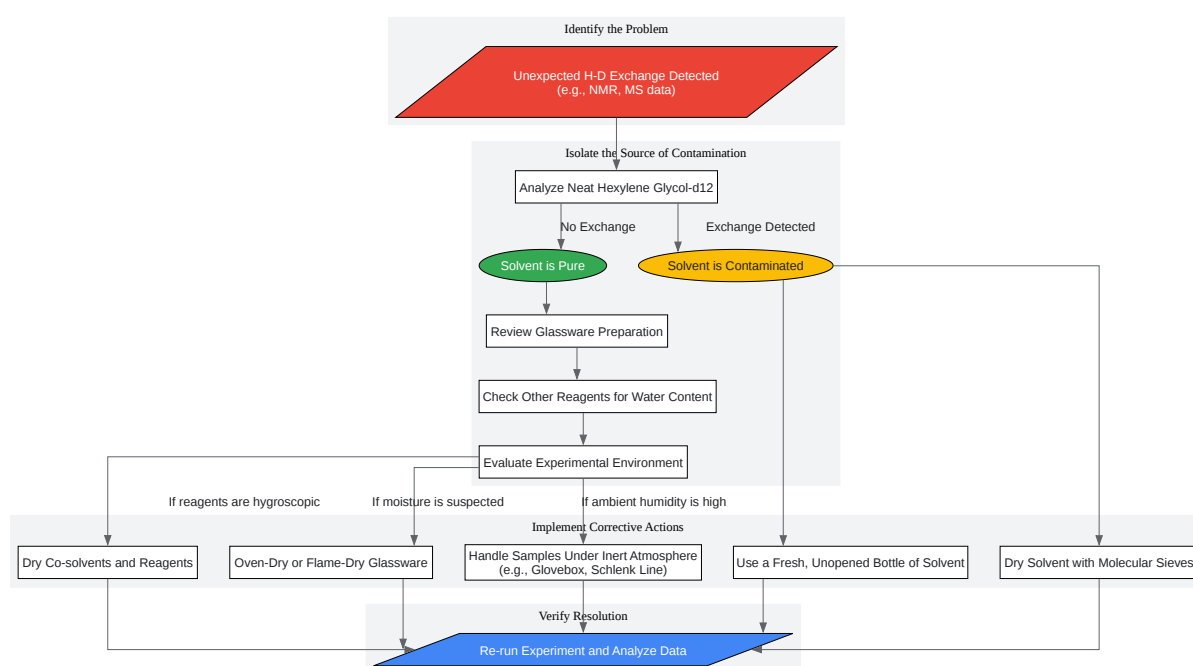 Identify the Problem
Unexpected H-D Exchange Detected
(e.g., NMR, MS data)
Isolate the Source of Contamination
Analyze Neat Hexylene Glycol-d12
No Exchange
Exchange Detected
Solvent is Pure
Solvent is Contaminated
Review Glassware Preparation
Check Other Reagents for Water Content
Evaluate Experimental Environment
If reagents are hygroscopic
If moisture is suspected
If ambient humidity is high
Implement Corrective Actions
Dry Co-solvents and Reagents
Oven-Dry or Flame-Dry Glassware
Handle Samples Under Inert Atmosphere
(e.g., Glovebox, Schlenk Line)
Use a Fresh, Unopened Bottle of Solvent
Dry Solvent with Molecular Sieves
Verify Resolution
Re-run Experiment and Analyze Data